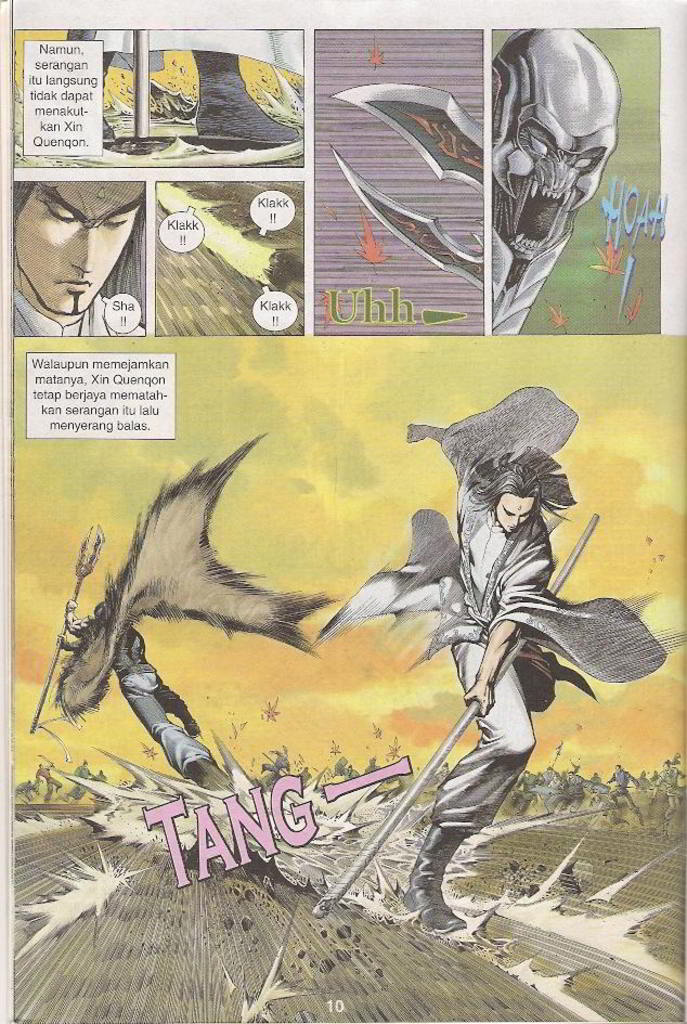 Namun,
serangan
itu langsung
tidak dapat
menakut-
kan Xin
Quenqon.
Sha
!!
Klakk
!!
Klakk
!!
Klakk
!!
Uhh
HOAH
!
Walaupun memejamkan
matanya, Xin Quenqon
tetap berjaya mematah-
kan serangan itu lalu
menyerang balas.
TANG—
10